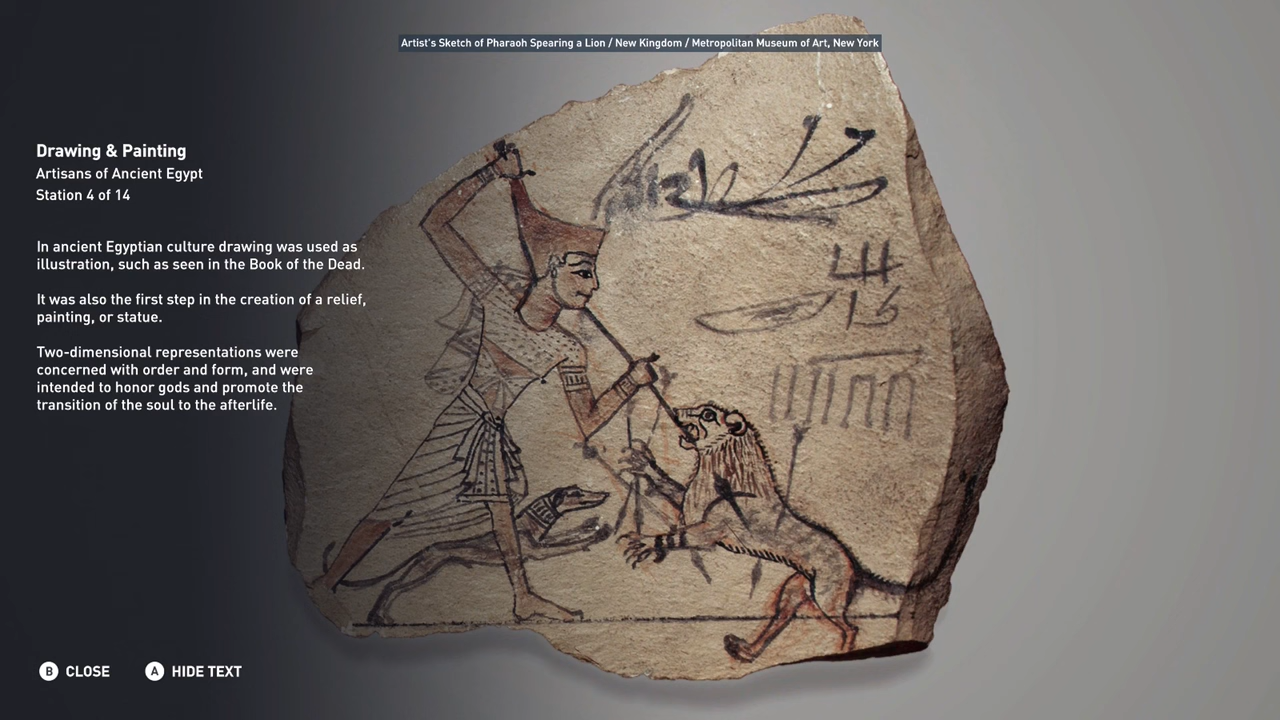 Artist's Sketch of Pharaoh Spearing a Lion / New Kingdom / Metropolitan Museum of Art, New York
Drawing & Painting
Artisans of Ancient Egypt
Station 4 of 14
In ancient Egyptian culture drawing was used as
illustration, such as seen in the Book of the Dead.
It was also the first step in the creation of a relief,
painting, or statue.
Two-dimensional representations were
concerned with order and form, and were
intended to honor gods and promote the
transition of the soul to the afterlife.
B CLOSE A HIDE TEXT